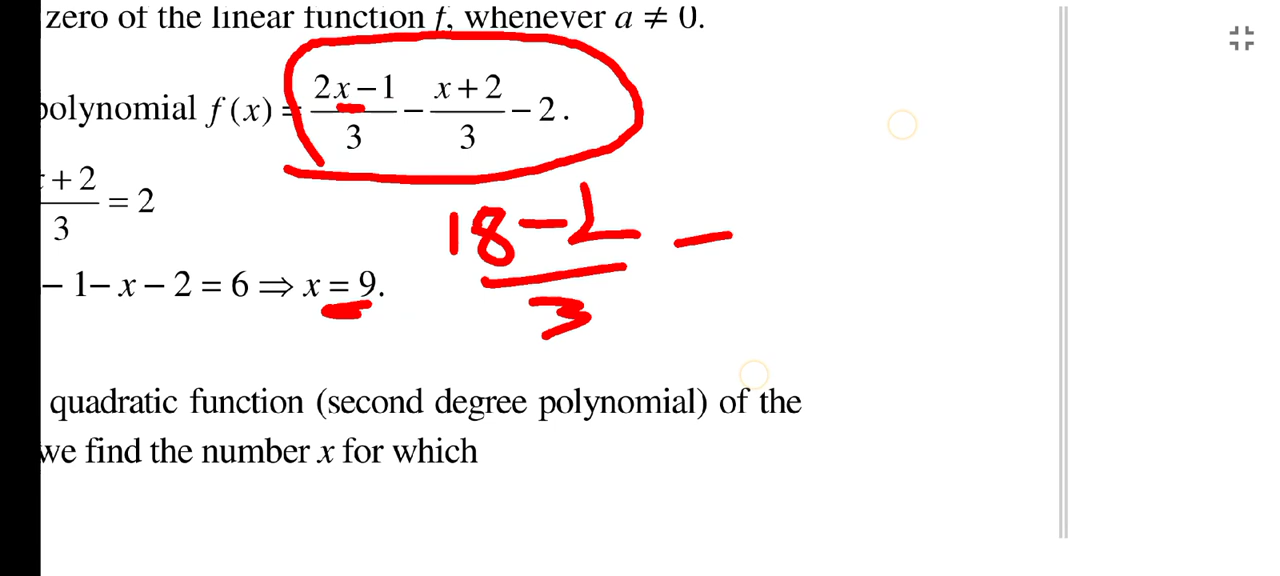 zero of the linear function f, whenever a ≠ 0.
polynomial f(x) = (2x − 1)/3 − (x + 2)/3 − 2.
+ 2
3 = 2
18 − 1 −
3
− 1− x − 2 = 6 ⇒ x = 9.
quadratic function (second degree polynomial) of the
we find the number x for which